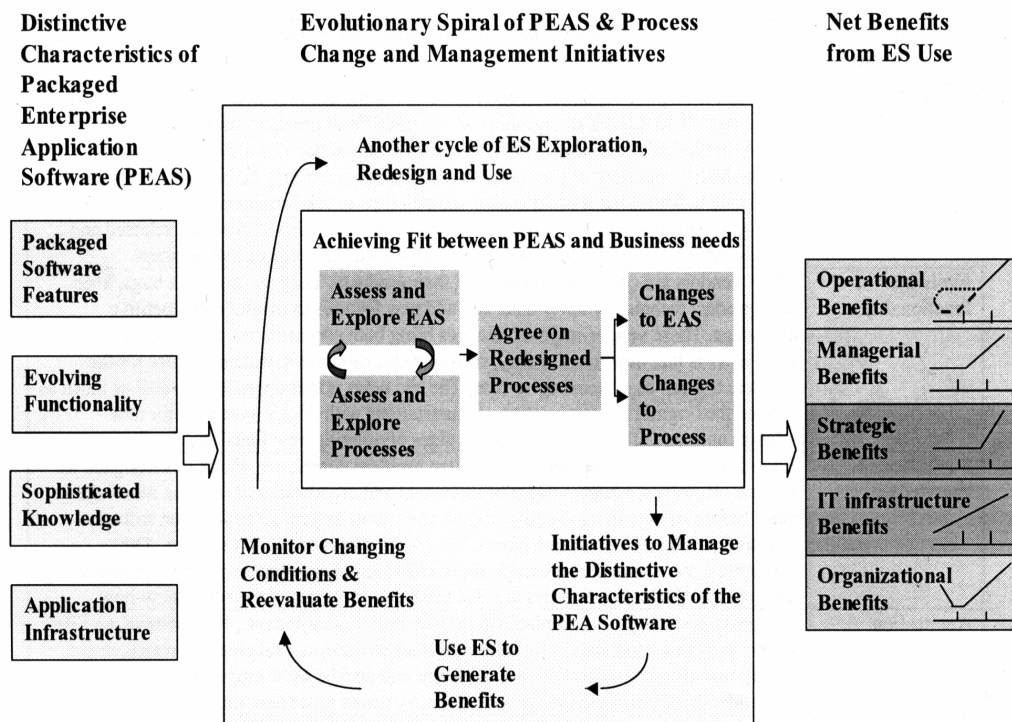 Distinctive
Characteristics of
Packaged
Enterprise
Application
Software (PEAS)
Evolutionary Spiral of PEAS & Process
Change and Management Initiatives
Net Benefits
from ES Use
Packaged
Software
Features
Evolving
Functionality
Sophisticated
Knowledge
Application
Infrastructure
Another cycle of ES Exploration,
Redesign and Use
Achieving Fit between PEAS and Business needs
Assess and
Explore EAS
Assess and
Explore
Processes
Agree on
Redesigned
Processes
Changes
to EAS
Changes
to
Process
Initiatives to Manage
the Distinctive
Characteristics of the
PEA Software
Use ES to
Generate
Benefits
Monitor Changing
Conditions &
Reevaluate Benefits
Operational
Benefits
Managerial
Benefits
Strategic
Benefits
IT infrastructure
Benefits
Organizational
Benefits